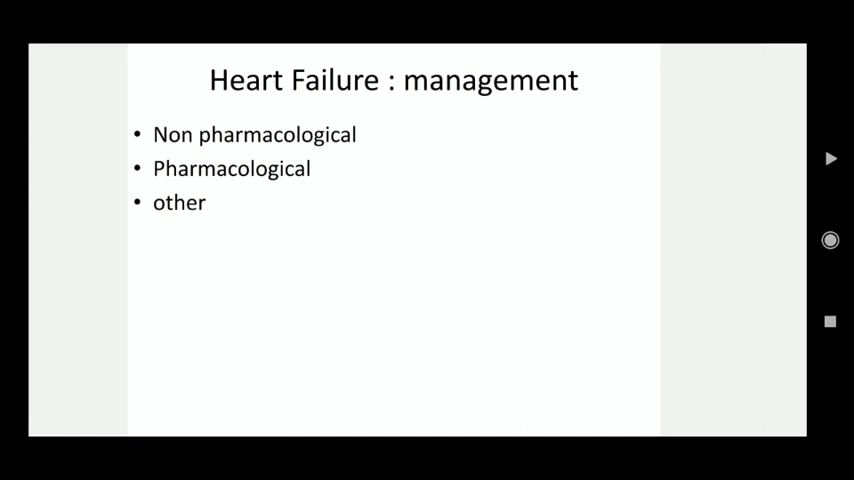 Heart Failure : management
• Non pharmacological
• Pharmacological
• other